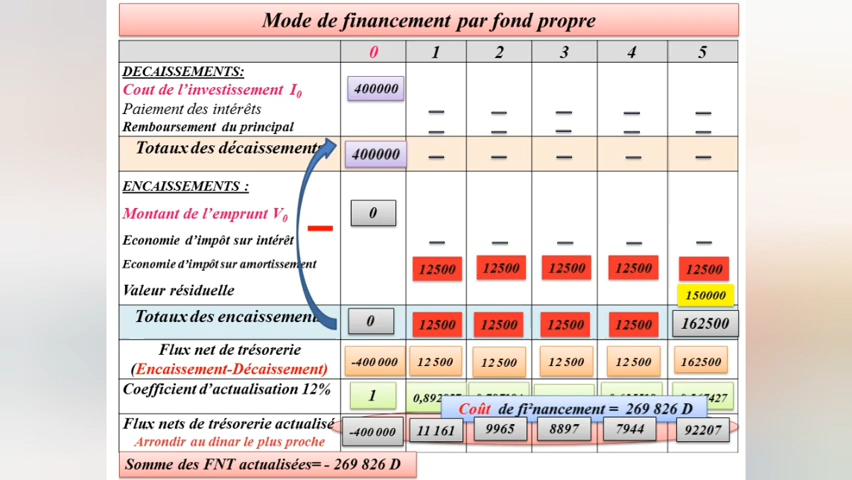 Mode de financement par fond propre
0 1 2 3 4 5
DECAISSEMENTS:
Cout de l'investissement I0 400000
Paiement des intérêts — — — — —
Remboursement du principal — — — — —
Totaux des décaissements 400000 — — — — —
ENCAISSEMENTS :
Montant de l'emprunt V0 0
Economie d'impôt sur intérêt — — — — —
Economie d'impôt sur amortissement 12500 12500 12500 12500 12500
Valeur résiduelle 150000
Totaux des encaissements 0 12500 12500 12500 12500 162500
Flux net de trésorerie
(Encaissement-Décaissement) -400 000 12 500 12 500 12 500 12 500 162500
Coefficient d'actualisation 12% 1
Coût de financement = 269 826 D
Flux nets de trésorerie actualisé
Arrondir au dinar le plus proche -400 000 11 161 9965 8897 7944 92207
Somme des FNT actualisées= - 269 826 D